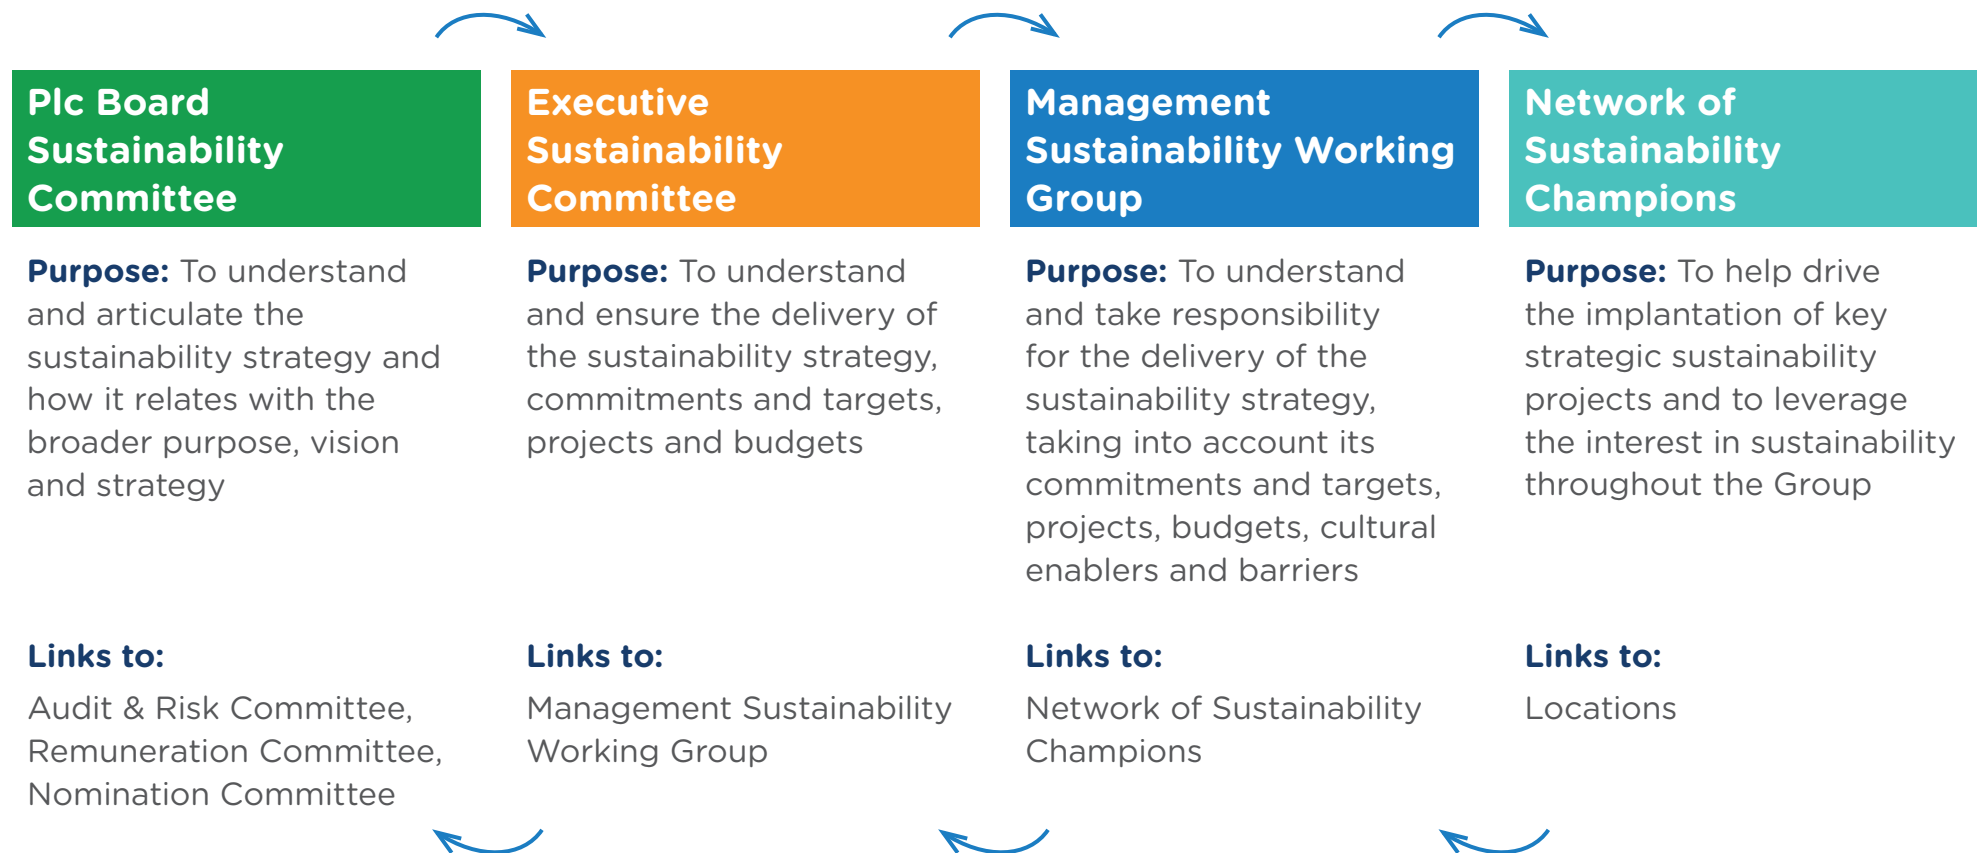 Plc Board
Sustainability
Committee
Purpose: To understand
and articulate the
sustainability strategy and
how it relates with the
broader purpose, vision
and strategy
Links to:
Audit & Risk Committee,
Remuneration Committee,
Nomination Committee
Executive
Sustainability
Committee
Purpose: To understand
and ensure the delivery of
the sustainability strategy,
commitments and targets,
projects and budgets
Links to:
Management Sustainability
Working Group
Management
Sustainability Working
Group
Purpose: To understand
and take responsibility
for the delivery of the
sustainability strategy,
taking into account its
commitments and targets,
projects, budgets, cultural
enablers and barriers
Links to:
Network of Sustainability
Champions
Network of
Sustainability
Champions
Purpose: To help drive
the implantation of key
strategic sustainability
projects and to leverage
the interest in sustainability
throughout the Group
Links to:
Locations